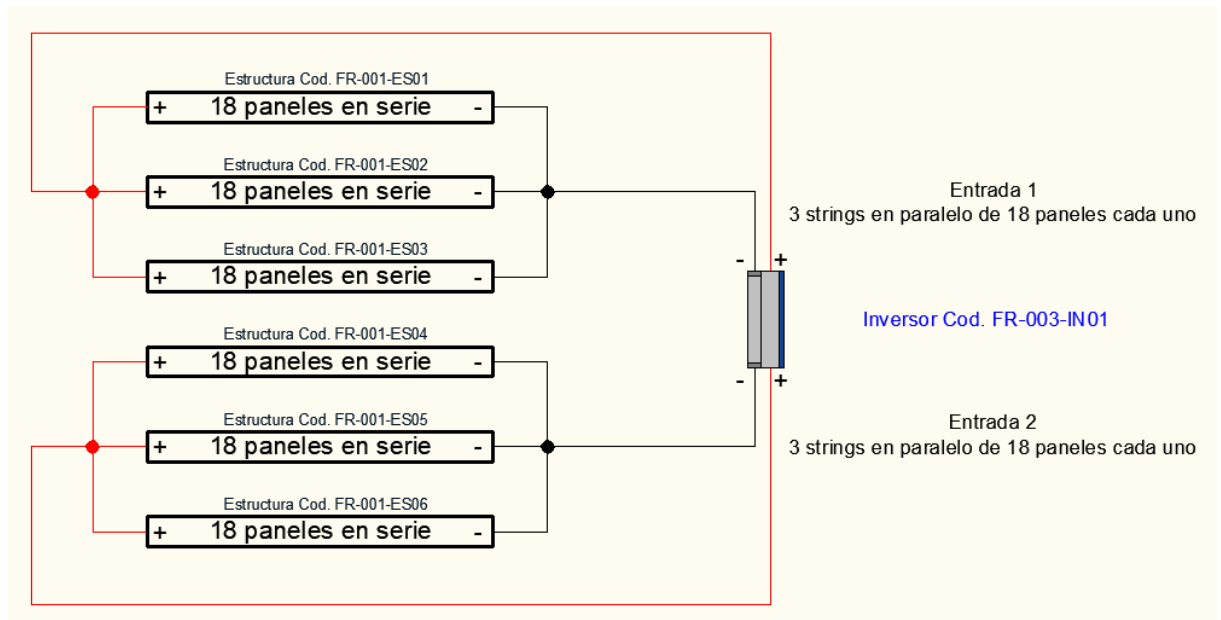 Estructura Cod. FR-001-ES01
+ 18 paneles en serie -
Estructura Cod. FR-001-ES02
+ 18 paneles en serie -
Estructura Cod. FR-001-ES03
+ 18 paneles en serie -
Entrada 1
3 strings en paralelo de 18 paneles cada uno
- +
Inversor Cod. FR-003-IN01
- +
Estructura Cod. FR-001-ES04
+ 18 paneles en serie -
Estructura Cod. FR-001-ES05
+ 18 paneles en serie -
Estructura Cod. FR-001-ES06
+ 18 paneles en serie -
Entrada 2
3 strings en paralelo de 18 paneles cada uno